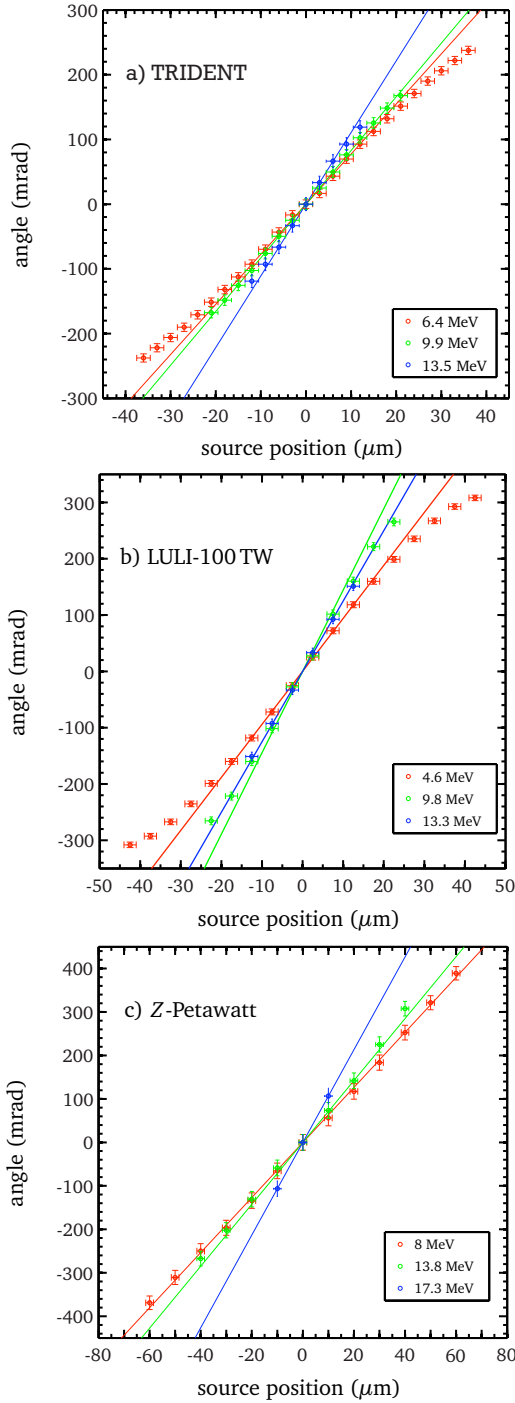 300
200
100
0
-100
-200
-300
angle (mrad)
a) TRIDENT
6.4 MeV
9.9 MeV
13.5 MeV
-40 -30 -20 -10 0 10 20 30 40
source position (μm)
300
200
100
0
-100
-200
-300
angle (mrad)
b) LULI-100 TW
4.6 MeV
9.8 MeV
13.3 MeV
-50 -40 -30 -20 -10 0 10 20 30 40 50
source position (μm)
400
300
200
100
0
-100
-200
-300
-400
angle (mrad)
c) Z-Petawatt
8 MeV
13.8 MeV
17.3 MeV
-80 -60 -40 -20 0 20 40 60 80
source position (μm)